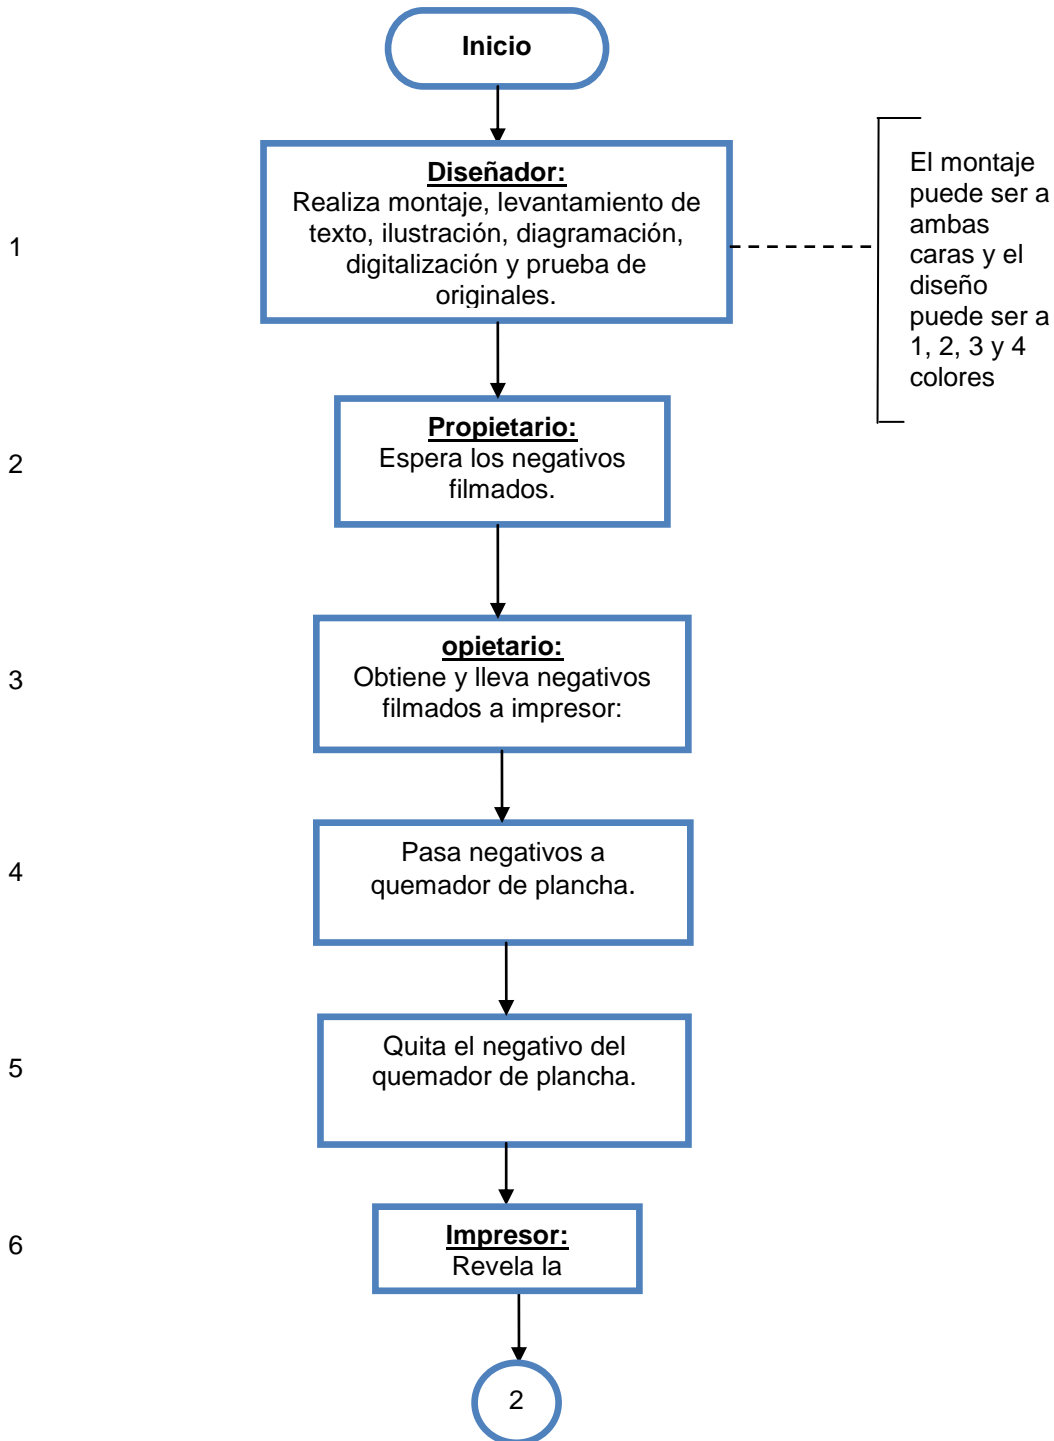 Inicio
1
Diseñador:
Realiza montaje, levantamiento de
texto, ilustración, diagramación,
digitalización y prueba de
originales.
El montaje
puede ser a
ambas
caras y el
diseño
puede ser a
1, 2, 3 y 4
colores
2
Propietario:
Espera los negativos
filmados.
3
opietario:
Obtiene y lleva negativos
filmados a impresor:
4
Pasa negativos a
quemador de plancha.
5
Quita el negativo del
quemador de plancha.
6
Impresor:
Revela la
2